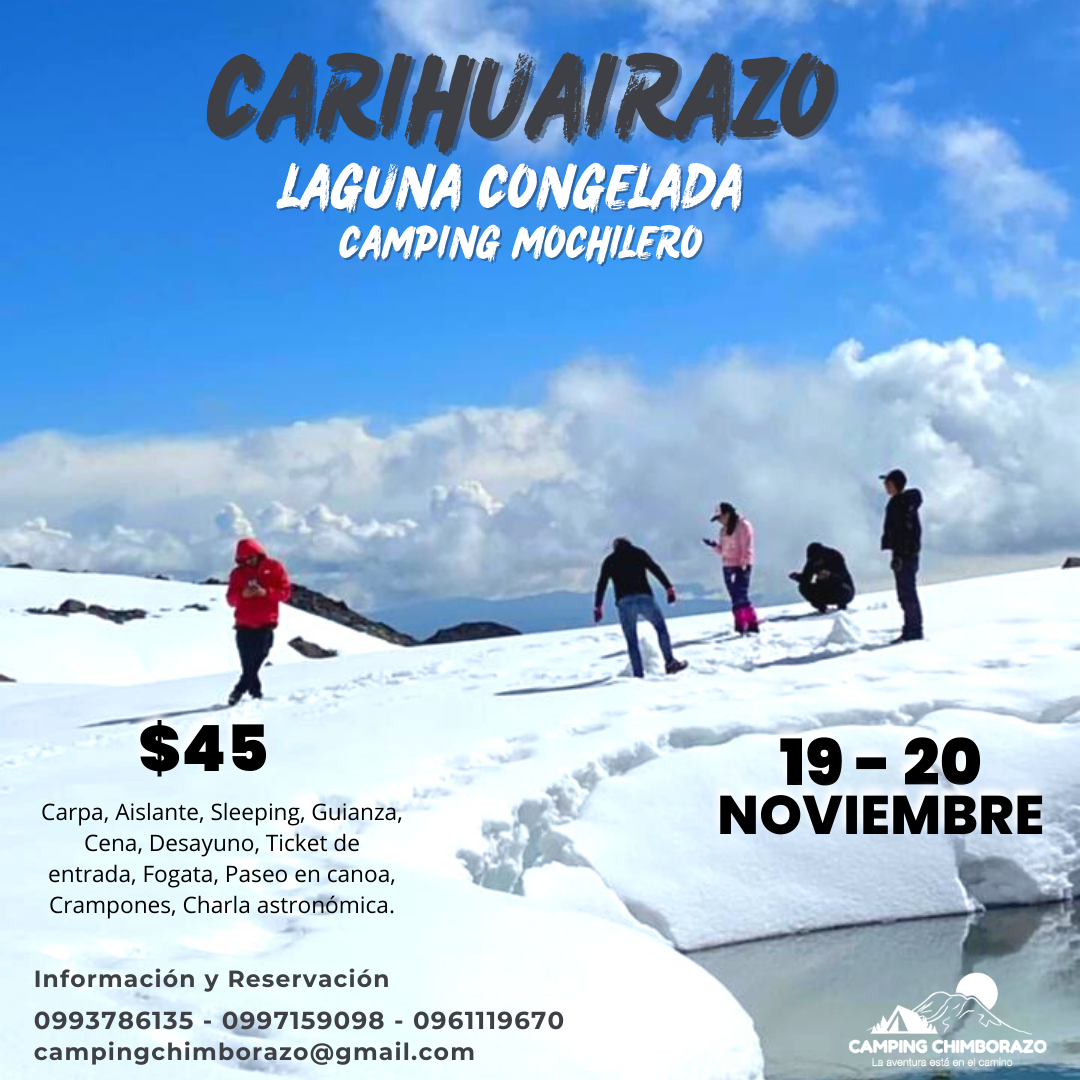 CARIHUAIRAZO
LAGUNA CONGELADA
CAMPING MOCHILERO
$45
Carpa, Aislante, Sleeping, Guianza,
Cena, Desayuno, Ticket de
entrada, Fogata, Paseo en canoa,
Crampones, Charla astronómica.
19 – 20
NOVIEMBRE
Información y Reservación
0993786135 - 0997159098 - 0961119670
campingchimborazo@gmail.com
CAMPING CHIMBORAZO
La aventura está en el camino